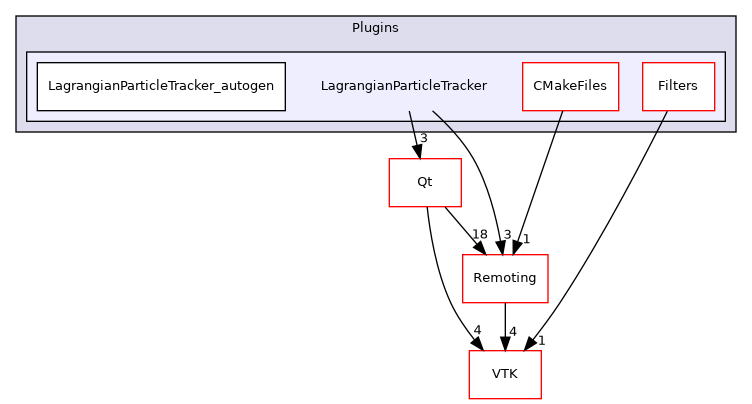 Plugins
LagrangianParticleTracker_autogen
LagrangianParticleTracker
CMakeFiles
Filters
3
Qt
18
3
1
Remoting
4
4
1
VTK